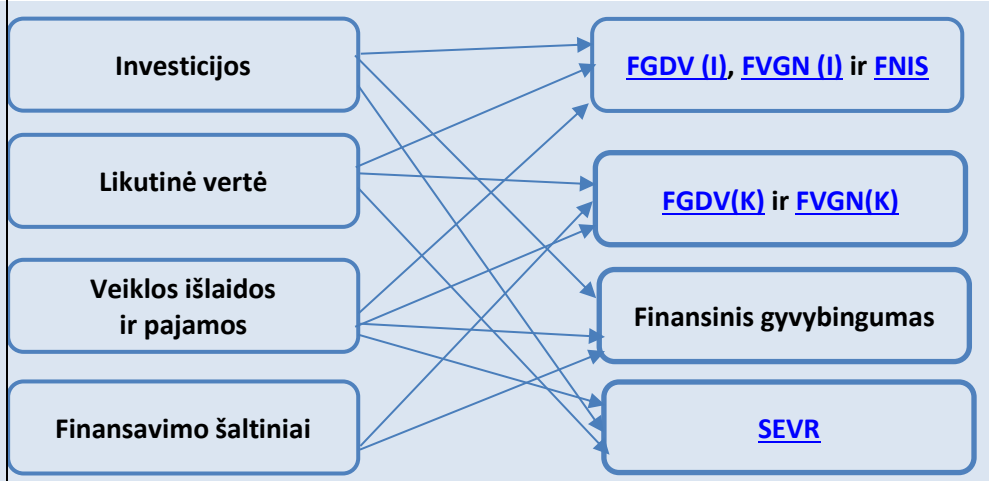 Investicijos
Likutinė vertė
Veiklos išlaidos
ir pajamos
Finansavimo šaltiniai
FGDV (I), FVGN (I) ir FNIS
FGDV(K) ir FVGN(K)
Finansinis gyvybingumas
SEVR